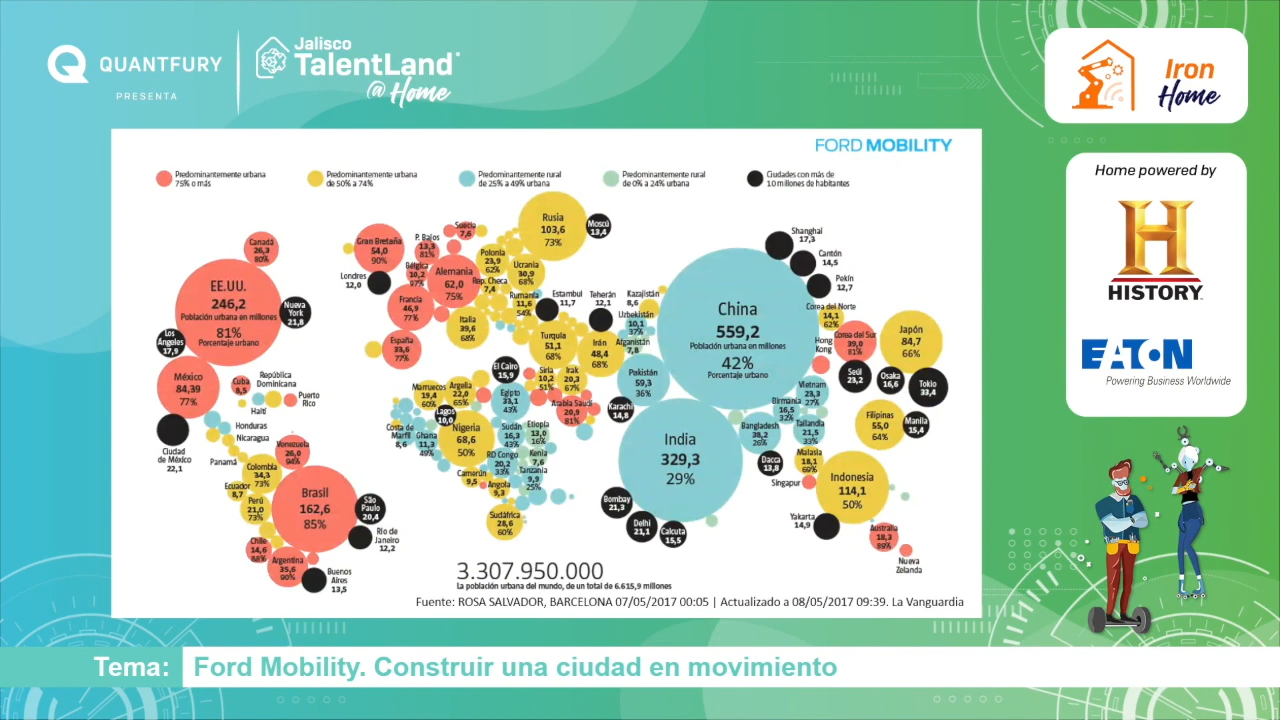 QUANTFURY
PRESENTA
Jalisco
TalentLand
@ Home
Iron
Home
Home powered by
H
HISTORY
EATON
Powering Business Worldwide
FORD MOBILITY
Predominantemente urbana
75% o más
Predominantemente urbana
de 50% a 74%
Predominantemente rural
de 25% a 49% urbana
Predominantemente rural
de 0% a 24% urbana
Ciudades con más de
10 millones de habitantes
Canadá
26,3
80%
EE.UU.
246,2
Población urbana en millones
81%
Porcentaje urbano
Nueva
York
21,8
Los
Ángeles
17,9
México
84,39
77%
Ciudad
de México
22,1
Cuba
8,5
República
Dominicana
Haití
Puerto
Rico
Honduras
Nicaragua
Panamá
Venezuela
26,0
94%
Colombia
34,3
73%
Ecuador
8,7
Perú
21,0
73%
Brasil
162,6
85%
São
Paulo
20,4
Río de
Janeiro
12,2
Chile
14,6
88%
Argentina
35,6
90%
Buenos
Aires
13,5
Gran Bretaña
54,0
90%
Londres
12,0
P. Bajos
13,3
81%
Suecia
7,6
Bélgica
10,2
97%
Alemania
62,0
75%
Francia
46,9
77%
España
33,6
77%
Italia
39,6
68%
Polonia
23,9
62%
Rep. Checa
7,4
Ucrania
30,9
68%
Rumanía
11,6
54%
Rusia
103,6
73%
Moscú
13,4
Estambul
11,7
Teherán
12,1
Turquía
51,1
68%
Irán
48,4
68%
Kazajistán
8,6
Uzbekistán
10,1
37%
Afganistán
7,8
Pakistán
59,3
36%
Karachi
14,8
Siria
10,2
51%
Irak
20,3
67%
Arabia Saudí
20,9
81%
El Cairo
15,9
Egipto
33,1
43%
Marruecos
19,4
60%
Argelia
22,0
65%
Lagos
10,0
Nigeria
68,6
50%
Costa de
Marfil
8,6
Ghana
11,3
49%
Sudán
16,3
43%
Etiopía
13,0
16%
RD Congo
20,2
33%
Kenia
7,6
Tanzania
9,9
25%
Camerún
9,5
Angola
9,3
Sudáfrica
28,6
60%
China
559,2
Población urbana en millones
42%
Porcentaje urbano
Shanghal
17,3
Cantón
14,5
Pekín
12,7
Corea del Norte
14,1
62%
Corea del Sur
39,0
81%
Hong
Kong
Seúl
23,2
Japón
84,7
66%
Osaka
16,6
Tokio
33,4
India
329,3
29%
Bombay
21,3
Delhi
21,1
Calcuta
15,5
Bangladesh
38,2
26%
Dacca
13,8
Birmania
16,5
32%
Vietnam
23,3
27%
Tailandia
21,5
33%
Malasia
18,1
69%
Singapur
Filipinas
55,0
64%
Manila
15,4
Indonesia
114,1
50%
Yakarta
14,9
Australia
18,3
89%
Nueva
Zelanda
3.307.950.000
La población urbana del mundo, de un total de 6.615,9 millones
Fuente: ROSA SALVADOR, BARCELONA 07/05/2017 00:05 | Actualizado a 08/05/2017 09:39. La Vanguardia
Tema: Ford Mobility. Construir una ciudad en movimiento